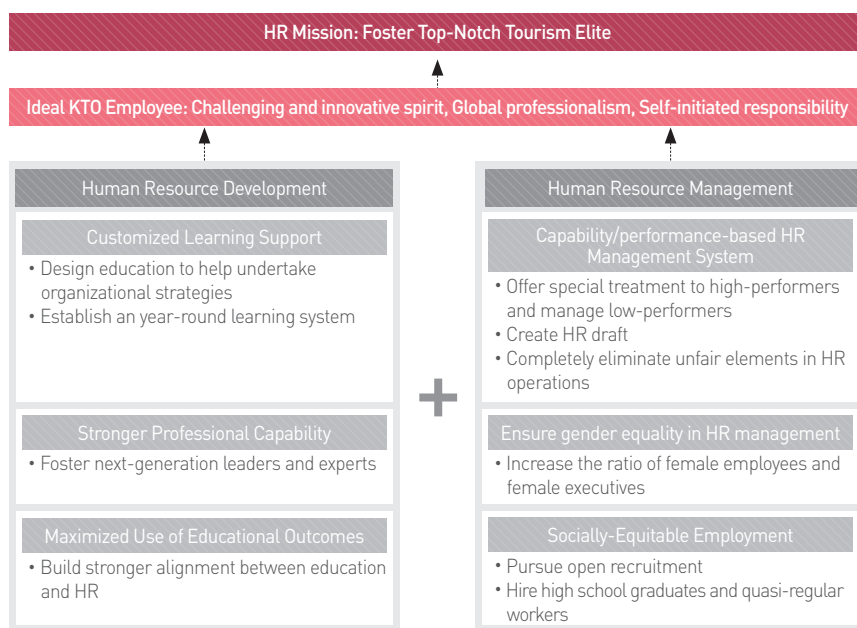 HR Mission: Foster Top-Notch Tourism Elite
Ideal KTO Employee: Challenging and innovative spirit, Global professionalism, Self-initiated responsibility
Human Resource Development
Customized Learning Support
• Design education to help undertake
organizational strategies
• Establish an year-round learning system
Stronger Professional Capability
• Foster next-generation leaders and experts
Maximized Use of Educational Outcomes
• Build stronger alignment between education
and HR
+
Human Resource Management
Capability/performance-based HR
Management System
• Offer special treatment to high-performers
and manage low-performers
• Create HR draft
• Completely eliminate unfair elements in HR
operations
Ensure gender equality in HR management
• Increase the ratio of female employees and
female executives
Socially-Equitable Employment
• Pursue open recruitment
• Hire high school graduates and quasi-regular
workers